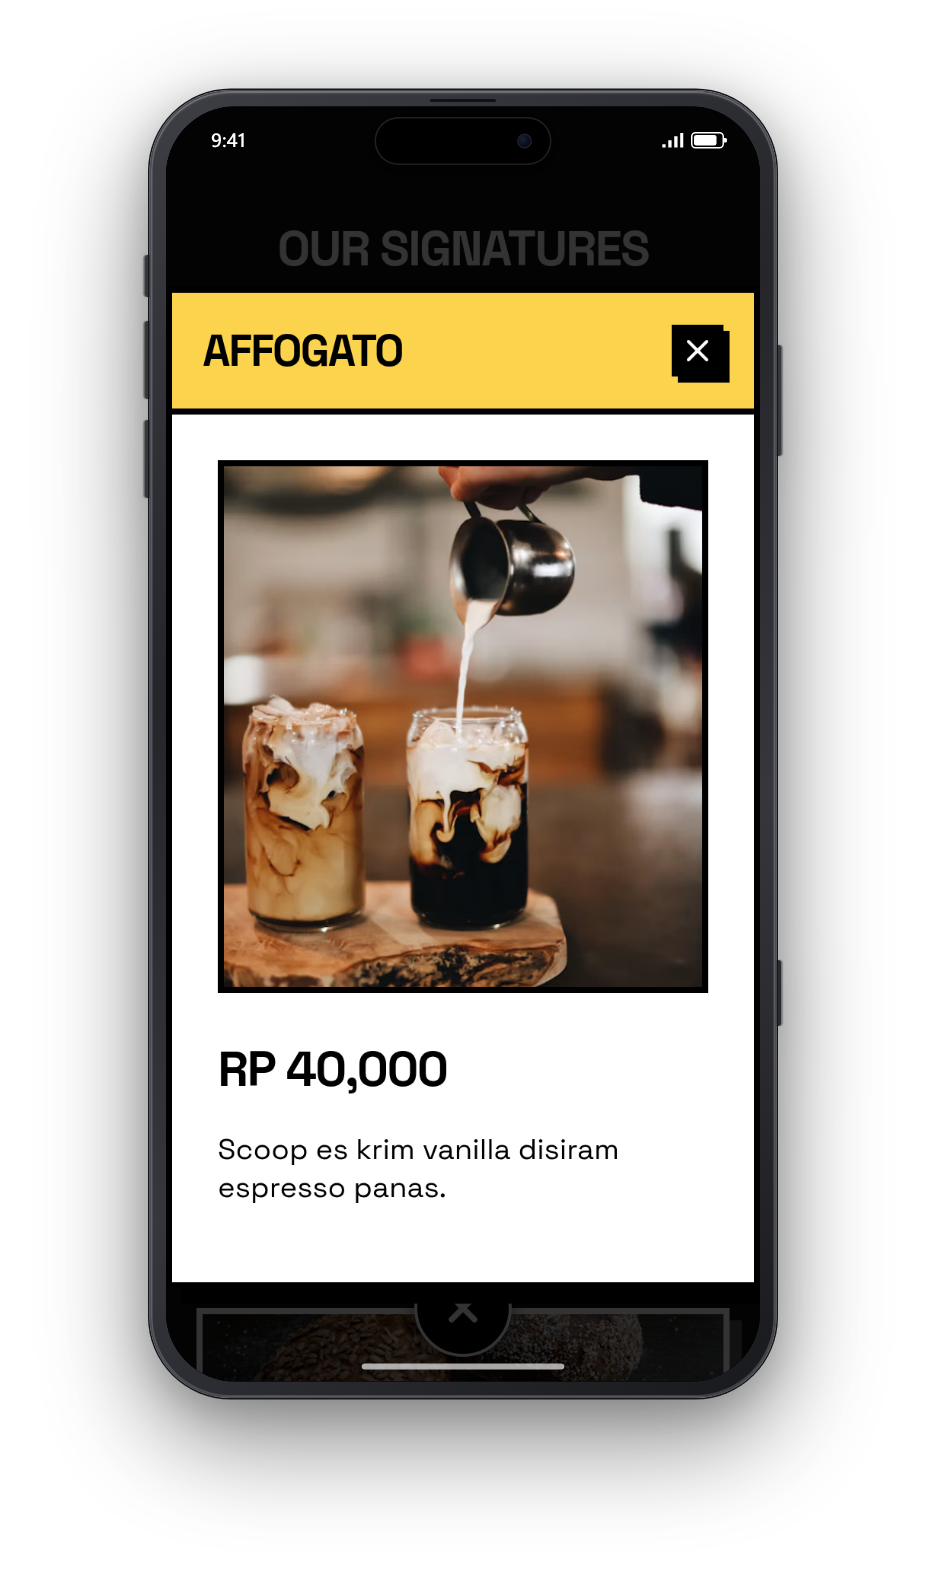 9:41
OUR SIGNATURES
AFFOGATO
RP 40,000
Scoop es krim vanilla disiram
espresso panas.